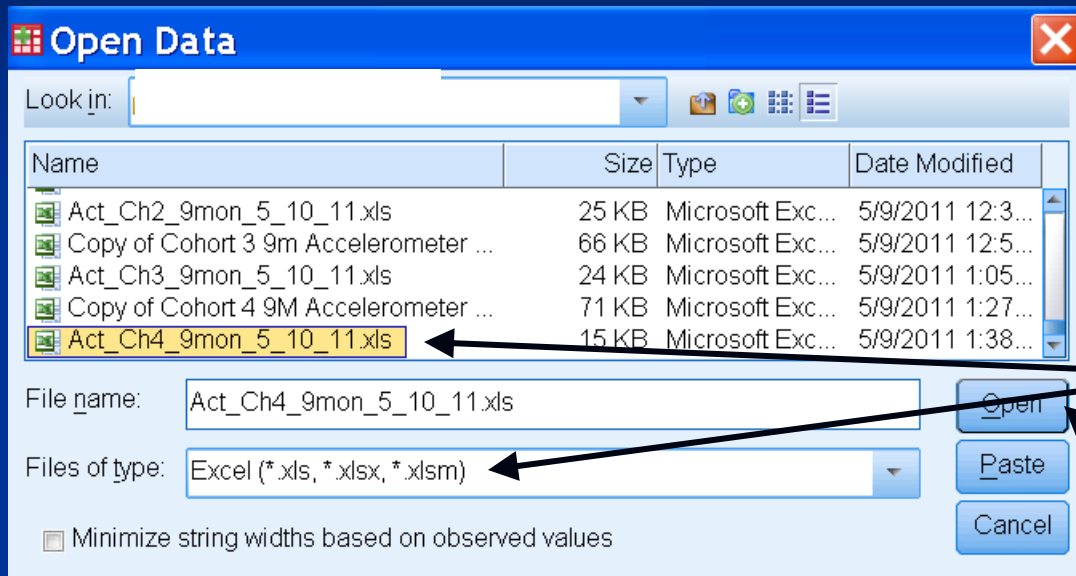 Open Data
Look in:
Name Size Type Date Modified
Act_Ch2_9mon_5_10_11.xls 25 KB Microsoft Exc... 5/9/2011 12:3...
Copy of Cohort 3 9m Accelerometer ... 66 KB Microsoft Exc... 5/9/2011 12:5...
Act_Ch3_9mon_5_10_11.xls 24 KB Microsoft Exc... 5/9/2011 1:05...
Copy of Cohort 4 9M Accelerometer ... 71 KB Microsoft Exc... 5/9/2011 1:27...
Act_Ch4_9mon_5_10_11.xls 15 KB Microsoft Exc... 5/9/2011 1:38...
File name: Act_Ch4_9mon_5_10_11.xls Open
Files of type: Excel (*.xls, *.xlsx, *.xlsm) Paste
Minimize string widths based on observed values Cancel